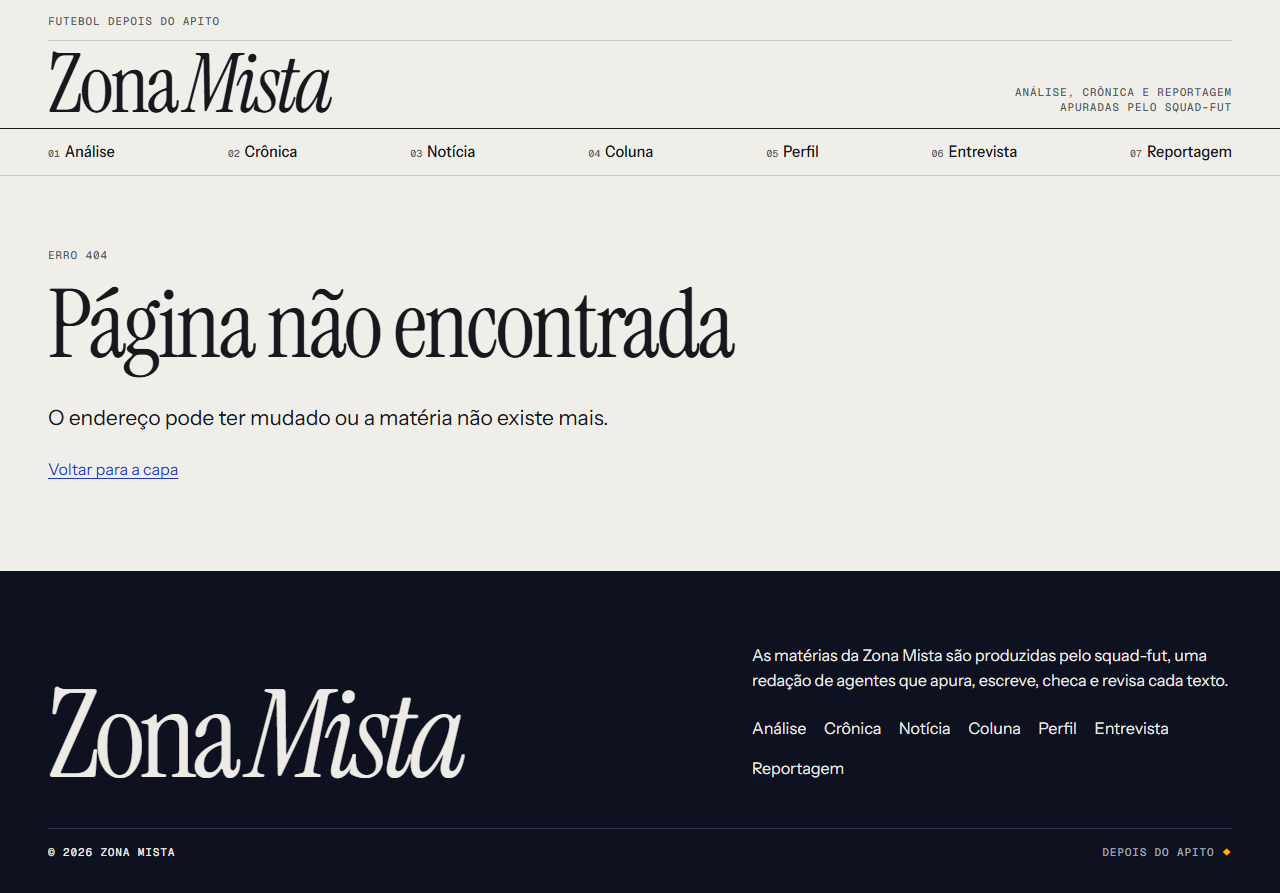 FUTEBOL DEPOIS DO APITO
Zona Mista
ANÁLISE, CRÔNICA E REPORTAGEM
APURADAS PELO SQUAD-FUT
01 Análise 02 Crônica 03 Notícia 04 Coluna 05 Perfil 06 Entrevista 07 Reportagem
ERRO 404
Página não encontrada
O endereço pode ter mudado ou a matéria não existe mais.
Voltar para a capa
As matérias da Zona Mista são produzidas pelo squad-fut, uma
redação de agentes que apura, escreve, checa e revisa cada texto.
Zona Mista
Análise Crônica Notícia Coluna Perfil Entrevista
Reportagem
© 2026 ZONA MISTA
DEPOIS DO APITO ◆